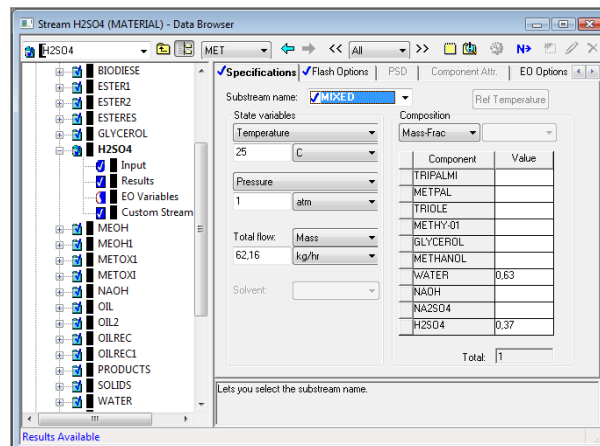 Stream H2SO4 (MATERIAL) - Data Browser
H2SO4 MET << All >> N>
BIODIESE
ESTER1
ESTER2
ESTERES
GLYCEROL
H2SO4
Input
Results
EO Variables
Custom Stream
MEOH
MEOH1
METOX1
METOXI
NAOH
OIL
OIL2
OILREC
OILREC1
PRODUCTS
SOLIDS
WATER
Specifications Flash Options PSD Component Attr. EO Options
Substream name: MIXED Ref Temperature
State variables
Temperature
25 C
Pressure
1 atm
Total flow: Mass
62,16 kg/hr
Solvent:
Composition
Mass-Frac
Component Value
TRIPALMI
METPAL
TRIOLE
METHY-01
GLYCEROL
METHANOL
WATER 0,63
NAOH
NA2SO4
H2SO4 0,37
Total: 1
Lets you select the substream name.
Results Available